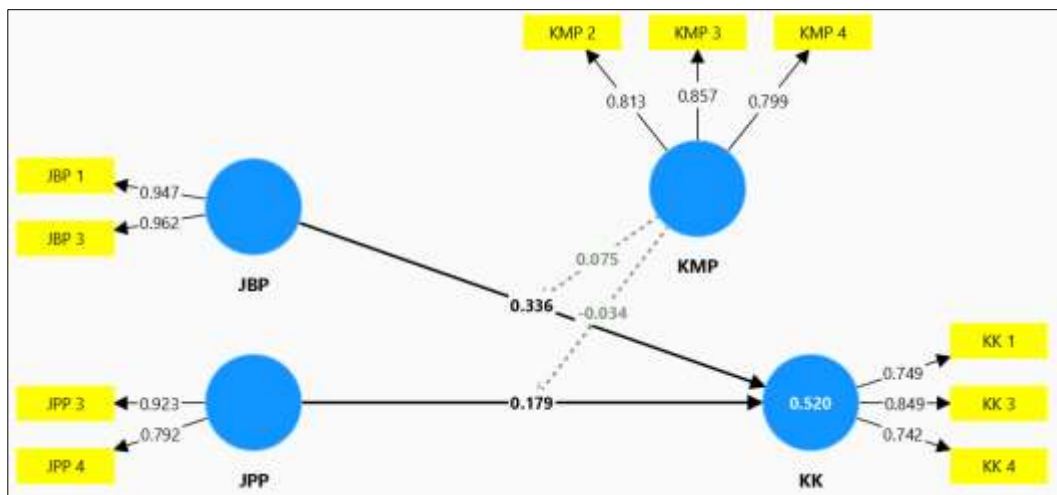 KMP 2
KMP 3
KMP 4
0.813
0.857
0.799
JBP 1
0.947
0.962
JBP 3
JBP
KMP
0.075
0.336
-0.034
KK 1
0.749
JPP 3
0.923
0.179
0.520
0.849
KK 3
0.792
0.742
JPP 4
KK 4
JPP
KK